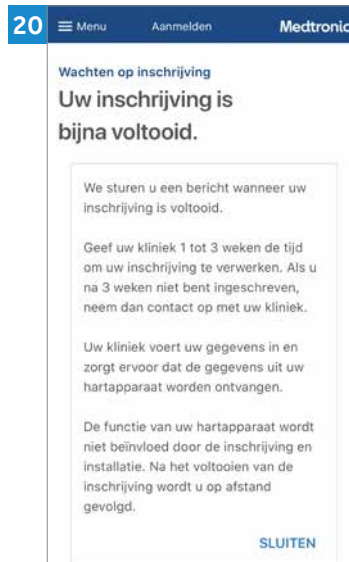 20
Menu Aanmelden Medtronic
Wachten op inschrijving
Uw inschrijving is
bijna voltooid.
We sturen u een bericht wanneer uw
inschrijving is voltooid.
Geef uw kliniek 1 tot 3 weken de tijd
om uw inschrijving te verwerken. Als u
na 3 weken niet bent ingeschreven,
neem dan contact op met uw kliniek.
Uw kliniek voert uw gegevens in en
zorgt ervoor dat de gegevens uit uw
hartapparaat worden ontvangen.
De functie van uw hartapparaat wordt
niet beïnvloed door de inschrijving en
installatie. Na het voltooien van de
inschrijving wordt u op afstand
gevolgd.
SLUITEN